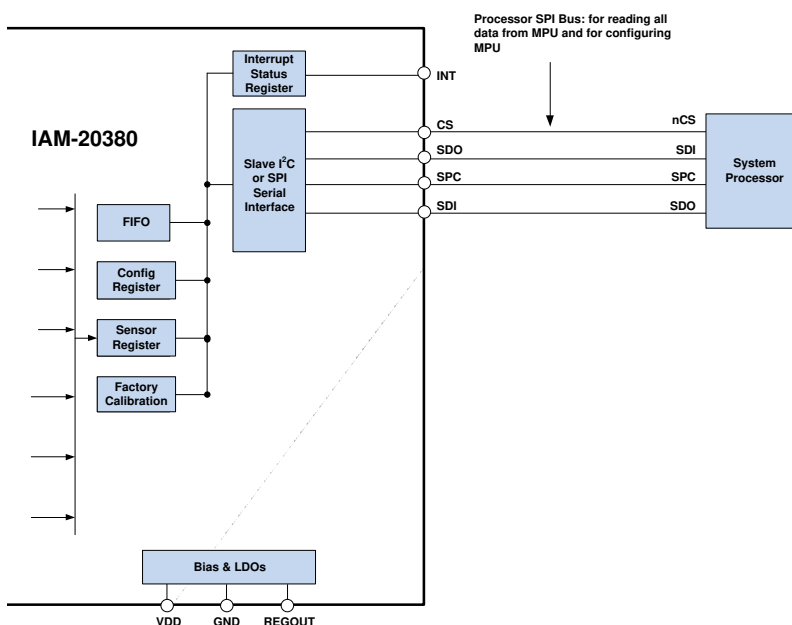 Processor SPI Bus: for reading all
data from MPU and for configuring
MPU
Interrupt
Status
Register
INT
IAM-20380
CS
nCS
SDO
SDI
Slave I²C
or SPI
Serial
Interface
System
Processor
SPC
SPC
SDI
SDO
FIFO
Config
Register
Sensor
Register
Factory
Calibration
Bias & LDOs
VDD
GND
REGOUT